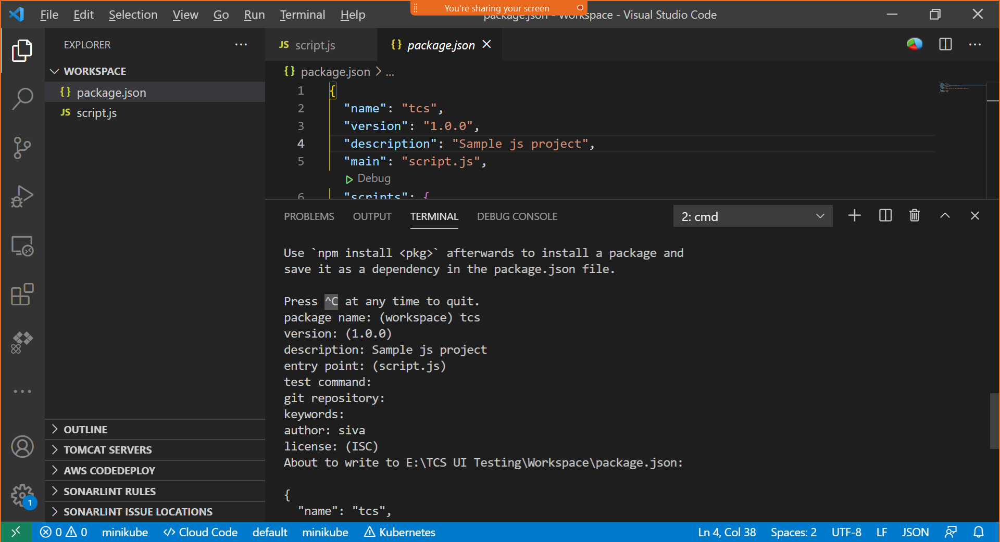 You're sharing your screen
File Edit Selection View Go Run Terminal Help
package.json - Workspace - Visual Studio Code
EXPLORER
WORKSPACE
{} package.json
JS script.js
OUTLINE
TOMCAT SERVERS
AWS CODEDEPLOY
SONARLINT RULES
SONARLINT ISSUE LOCATIONS
1
JS script.js
{} package.json
{} package.json > ...
1 {
2 "name": "tcs",
3 "version": "1.0.0",
4 "description": "Sample js project",
5 "main": "script.js",
Debug
6 "scripts": {
PROBLEMS OUTPUT TERMINAL DEBUG CONSOLE
2: cmd
Use `npm install <pkg>` afterwards to install a package and
save it as a dependency in the package.json file.
Press ^C at any time to quit.
package name: (workspace) tcs
version: (1.0.0)
description: Sample js project
entry point: (script.js)
test command:
git repository:
keywords:
author: siva
license: (ISC)
About to write to E:\TCS UI Testing\Workspace\package.json:
{
"name": "tcs",
0 0 minikube </> Cloud Code default minikube Kubernetes
Ln 4, Col 38 Spaces: 2 UTF-8 LF JSON